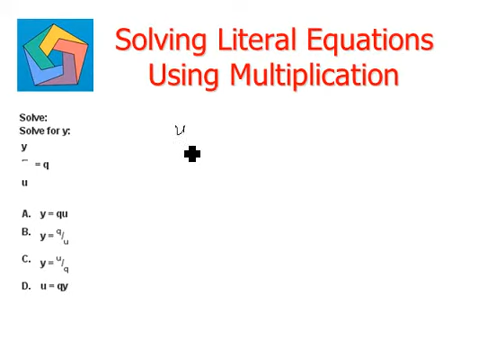 Solving Literal Equations
Using Multiplication
Solve:
Solve for y:
y
— = q
u
A. y = qu
B. y = q/u
C. y = u/q
D. u = qy